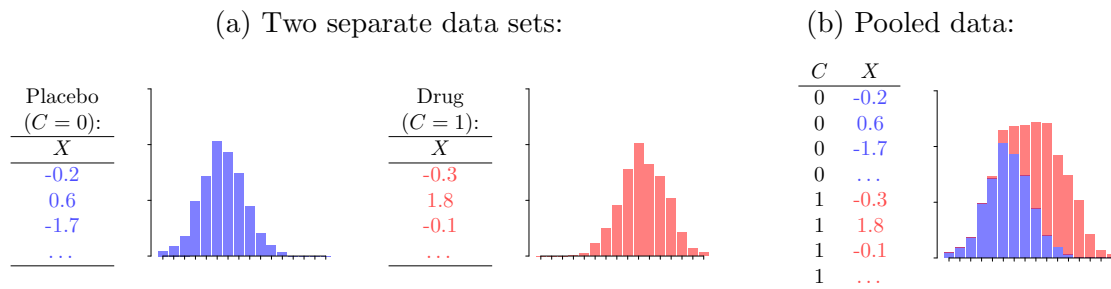 (a) Two separate data sets:
Placebo
(C = 0):
X
-0.2
0.6
-1.7
...
Drug
(C = 1):
X
-0.3
1.8
-0.1
...
(b) Pooled data:
C X
0 -0.2
0 0.6
0 -1.7
0 ...
1 -0.3
1 1.8
1 -0.1
1 ...